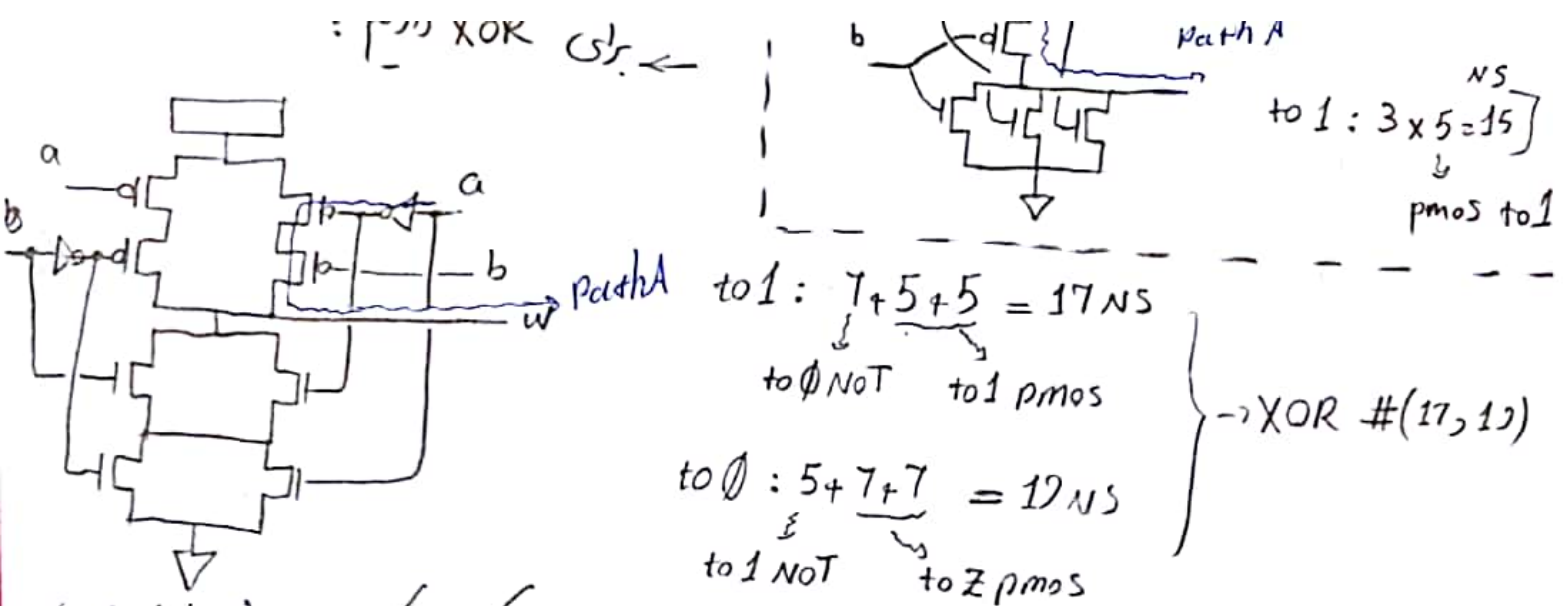 ← برای XOR داریم :
a
b
a
b
Path A
w
b
Path A
to 1 : 3 x 5 = 15 NS
pmos to 1
to 1 : 7 + 5 + 5 = 17 NS
to ∅ NOT
to 1 pmos
to ∅ : 5 + 7 + 7 = 19 NS
to 1 NOT
to Z pmos
→ XOR #(17, 19)